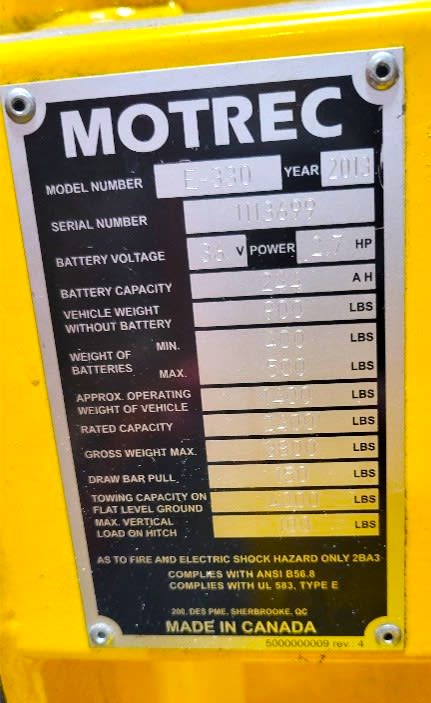 MOTREC
MODEL NUMBER E-330 YEAR 2013
SERIAL NUMBER 1113699
BATTERY VOLTAGE 36 V POWER 2.7 HP
BATTERY CAPACITY 244 AH
VEHICLE WEIGHT WITHOUT BATTERY 900 LBS
WEIGHT OF BATTERIES MIN. 400 LBS
MAX. 500 LBS
APPROX. OPERATING WEIGHT OF VEHICLE 1400 LBS
RATED CAPACITY LBS
GROSS WEIGHT MAX. LBS
DRAW BAR PULL 150 LBS
TOWING CAPACITY ON FLAT LEVEL GROUND LBS
MAX. VERTICAL LOAD ON HITCH LBS
AS TO FIRE AND ELECTRIC SHOCK HAZARD ONLY 2BA3
COMPLIES WITH ANSI B56.8
COMPLIES WITH UL 583, TYPE E
200, DES PME, SHERBROOKE, QC
MADE IN CANADA
5000000009 rev.: 4